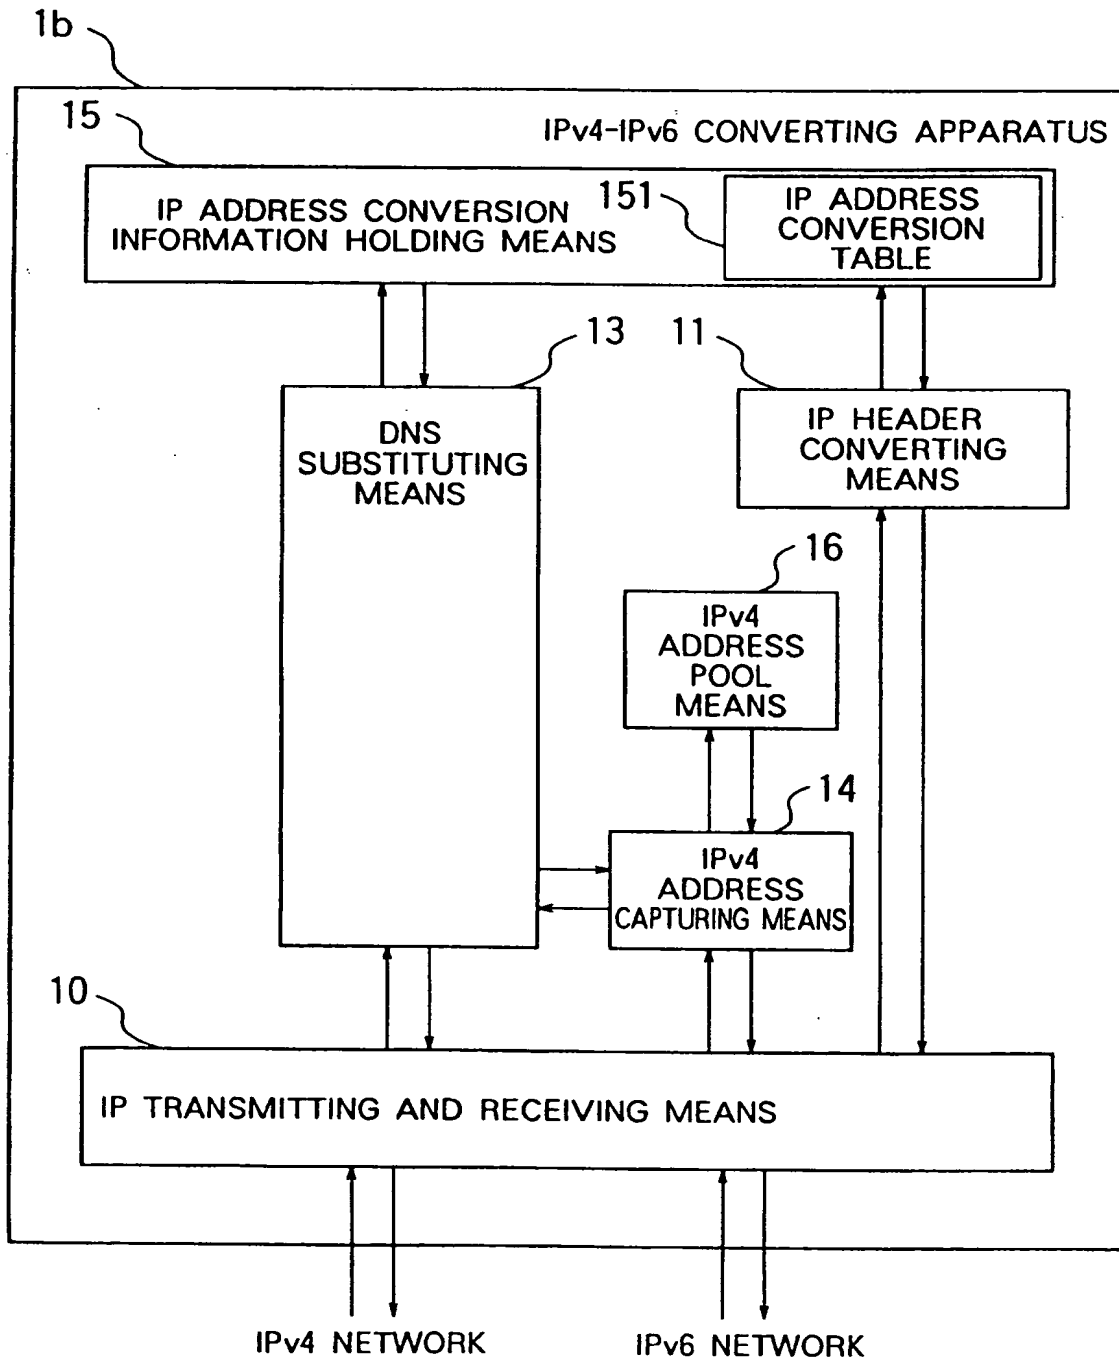 1b
15
IPv4-IPv6 CONVERTING APPARATUS
IP ADDRESS CONVERSION
INFORMATION HOLDING MEANS
151
IP ADDRESS
CONVERSION
TABLE
13
11
DNS
SUBSTITUTING
MEANS
IP HEADER
CONVERTING
MEANS
16
IPv4
ADDRESS
POOL
MEANS
14
IPv4
ADDRESS
CAPTURING MEANS
10
IP TRANSMITTING AND RECEIVING MEANS
IPv4 NETWORK
IPv6 NETWORK